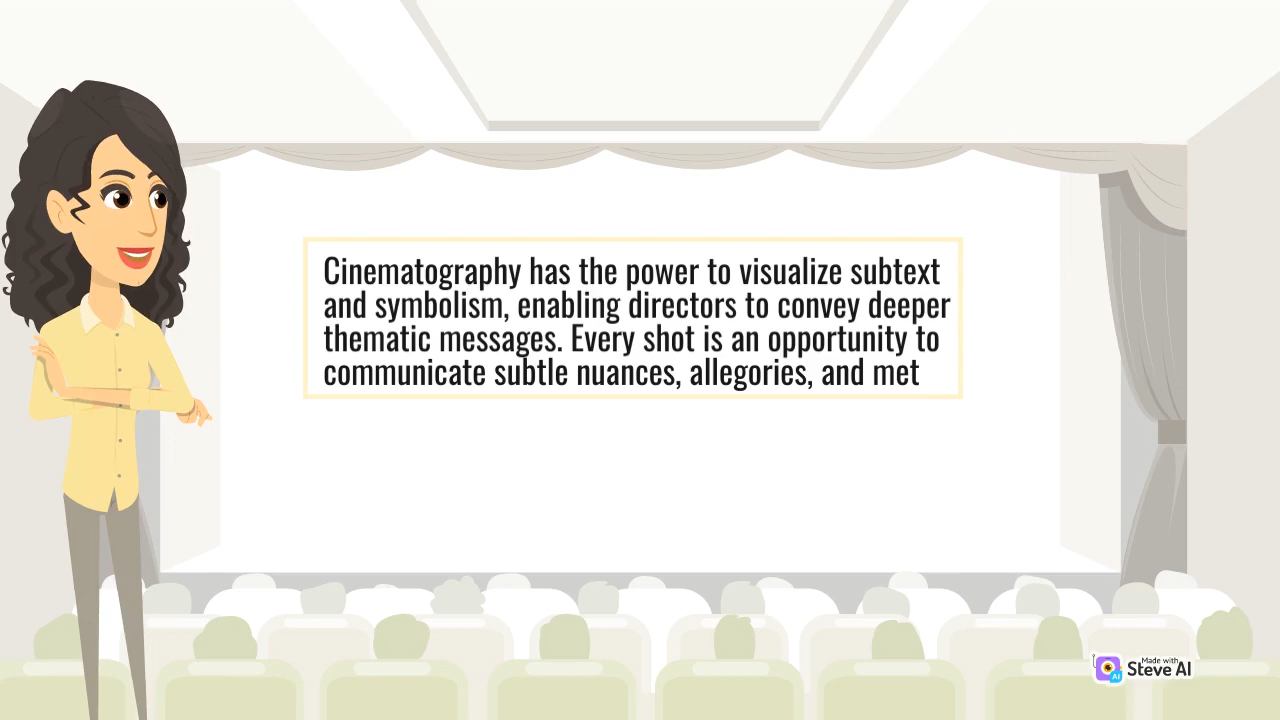 Cinematography has the power to visualize subtext
and symbolism, enabling directors to convey deeper
thematic messages. Every shot is an opportunity to
communicate subtle nuances, allegories, and met
Made with
Steve AI
AI